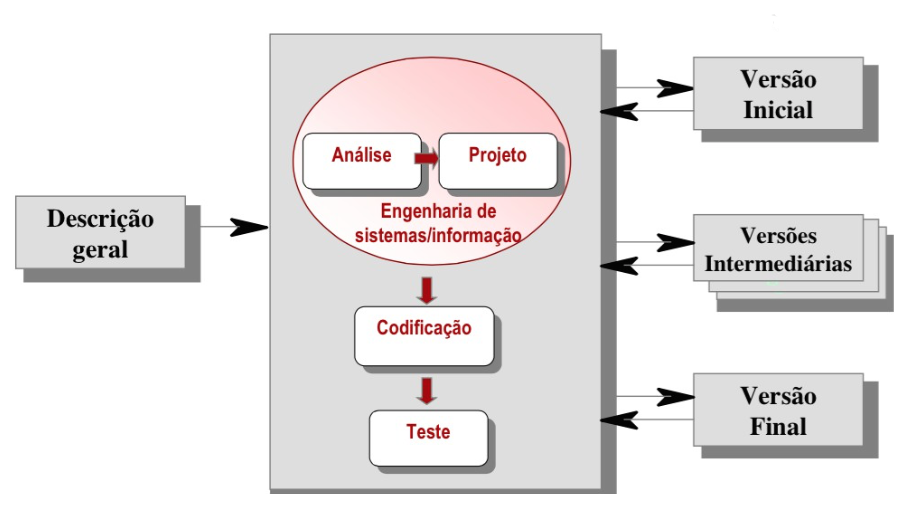 Descrição
geral
Análise
Projeto
Engenharia de
sistemas/informação
Codificação
Teste
Versão
Inicial
Versões
Intermediárias
Versão
Final